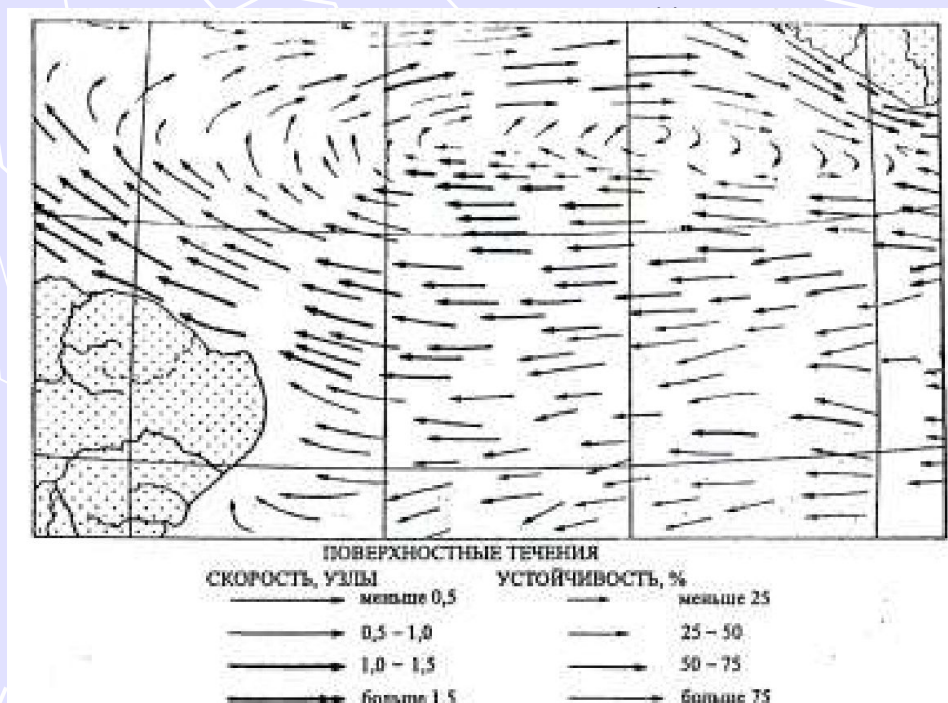 ПОВЕРХНОСТНЫЕ ТЕЧЕНИЯ
СКОРОСТЬ, УЗЛЫ УСТОЙЧИВОСТЬ, %
меньше 0,5 меньше 25
0,5 – 1,0 25 – 50
1,0 – 1,5 50 – 75
больше 1,5 больше 75